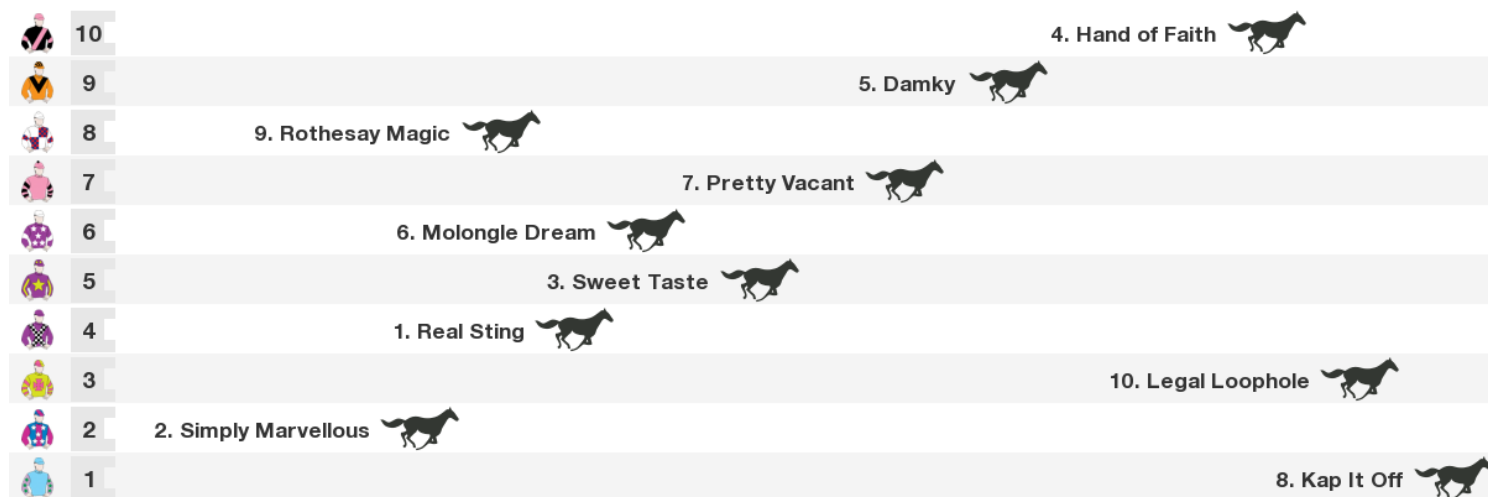 10 4. Hand of Faith
9 5. Damky
8 9. Rothesay Magic
7 7. Pretty Vacant
6 6. Molongle Dream
5 3. Sweet Taste
4 1. Real Sting
3 10. Legal Loophole
2 2. Simply Marvellous
1 8. Kap It Off